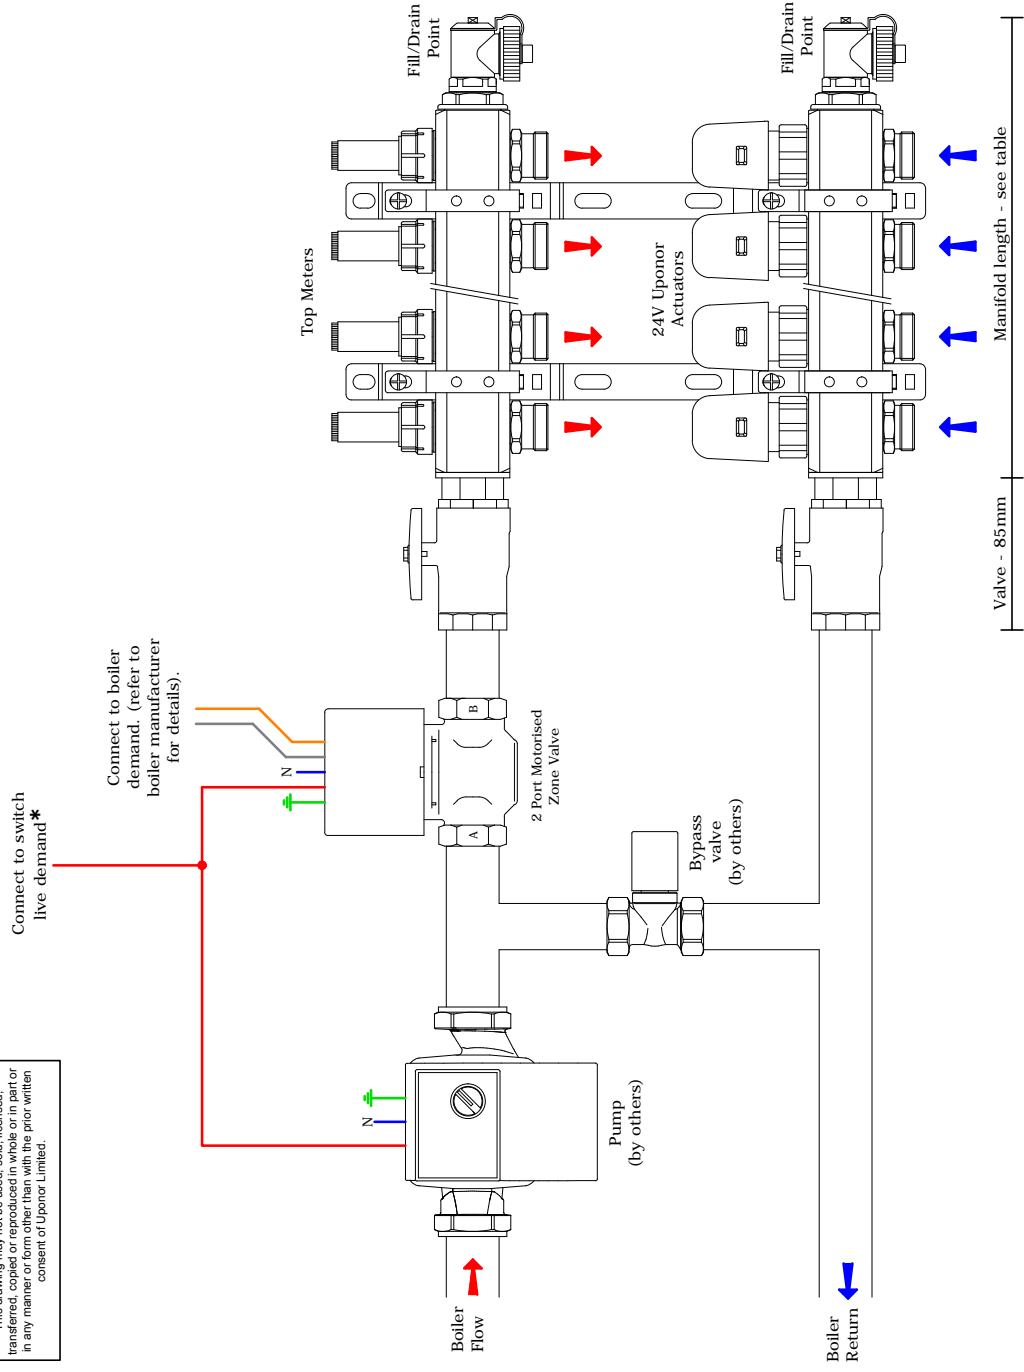 Fill/Drain
Point
Fill/Drain
Point
Top Meters
24V Uponor
Actuators
Manifold length - see table
Valve - 85mm
Connect to boiler
demand. (refer to
boiler manufacturer
for details).
N
B
A
2 Port Motorised
Zone Valve
Connect to switch
live demand*
Bypass
valve
(by others)
N
Pump
(by others)
Boiler
Flow
Boiler
Return
transferred, copied or reproduced in whole or in part or
in any manner or form other than with the prior written
consent of Uponor Limited.